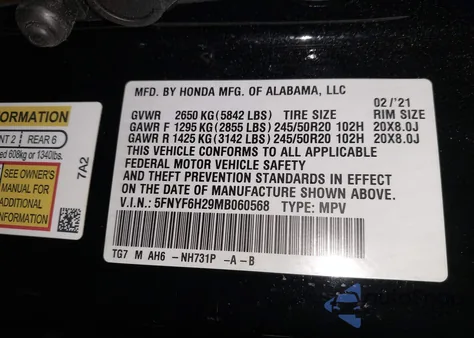 ORMATION
NT 2 REAR 6
ed 608kg or 1340lbs.
SEE OWNER'S
MANUAL FOR
ADDITIONAL
INFORMATION
7A2
MFD. BY HONDA MFG. OF ALABAMA, LLC
02/'21
GVWR 2650 KG (5842 LBS) TIRE SIZE RIM SIZE
GAWR F 1295 KG (2855 LBS) 245/50R20 102H 20X8.0J
GAWR R 1425 KG (3142 LBS) 245/50R20 102H 20X8.0J
THIS VEHICLE CONFORMS TO ALL APPLICABLE
FEDERAL MOTOR VEHICLE SAFETY
AND THEFT PREVENTION STANDARDS IN EFFECT
ON THE DATE OF MANUFACTURE SHOWN ABOVE.
V.I.N.: 5FNYF6H29MB060568 TYPE: MPV
TG7 M AH6 -NH731P -A -B